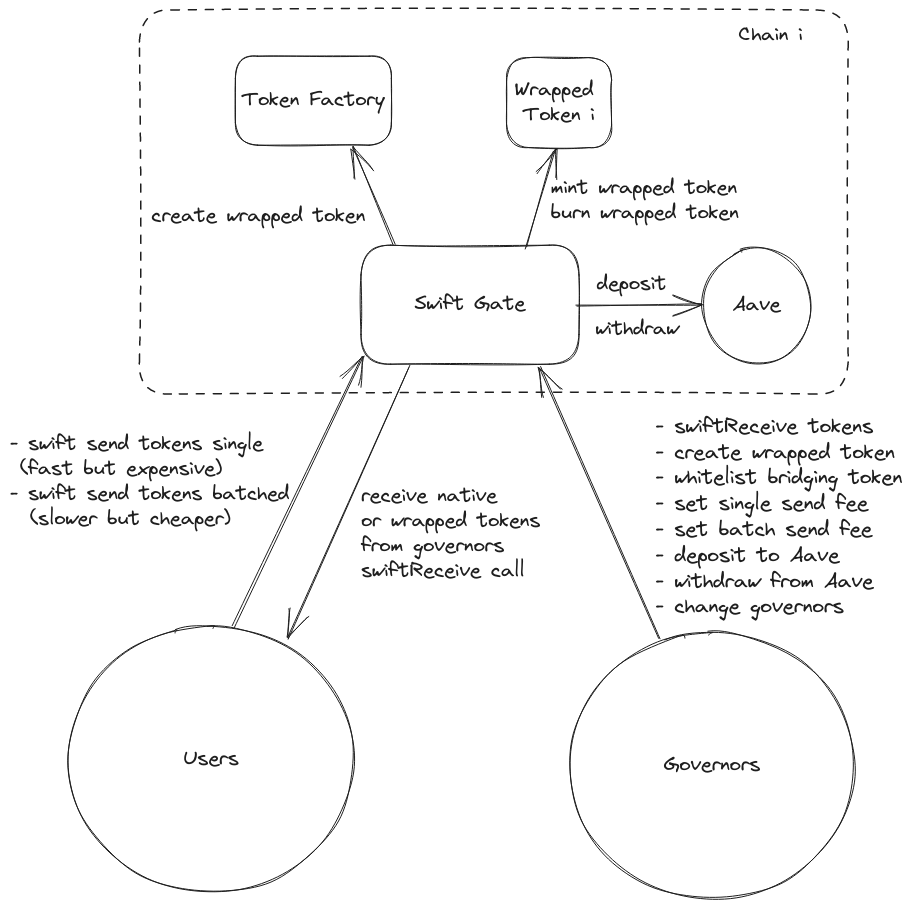 Chain i
Token Factory
Wrapped
Token i
create wrapped token
mint wrapped token
burn wrapped token
Swift Gate
deposit
withdraw
Aave
- swift send tokens single
(fast but expensive)
- swift send tokens batched
(slower but cheaper)
receive native
or wrapped tokens
from governors
swiftReceive call
- swiftReceive tokens
- create wrapped token
- whitelist bridging token
- set single send fee
- set batch send fee
- deposit to Aave
- withdraw from Aave
- change governors
Users
Governors